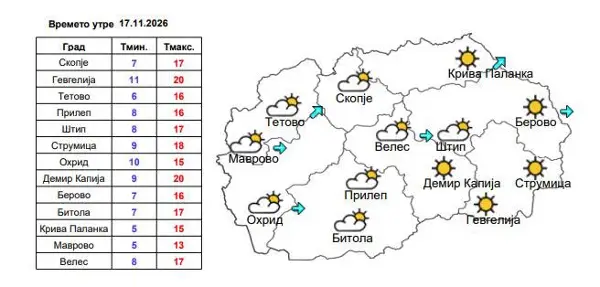 Времето утре 17.11.2026
Град Тмин. Тмакс.
Скопје 7 17
Гевгелија 11 20
Тетово 6 16
Прилеп 8 16
Штип 8 17
Струмица 9 18
Охрид 10 15
Демир Капија 9 20
Берово 7 16
Битола 7 17
Крива Паланка 5 15
Маврово 5 13
Велес 8 17
Крива Паланка
Скопје
Тетово
Берово
Маврово
Велес
Штип
Прилеп
Демир Капија
Струмица
Охрид
Битола
Гевгелија